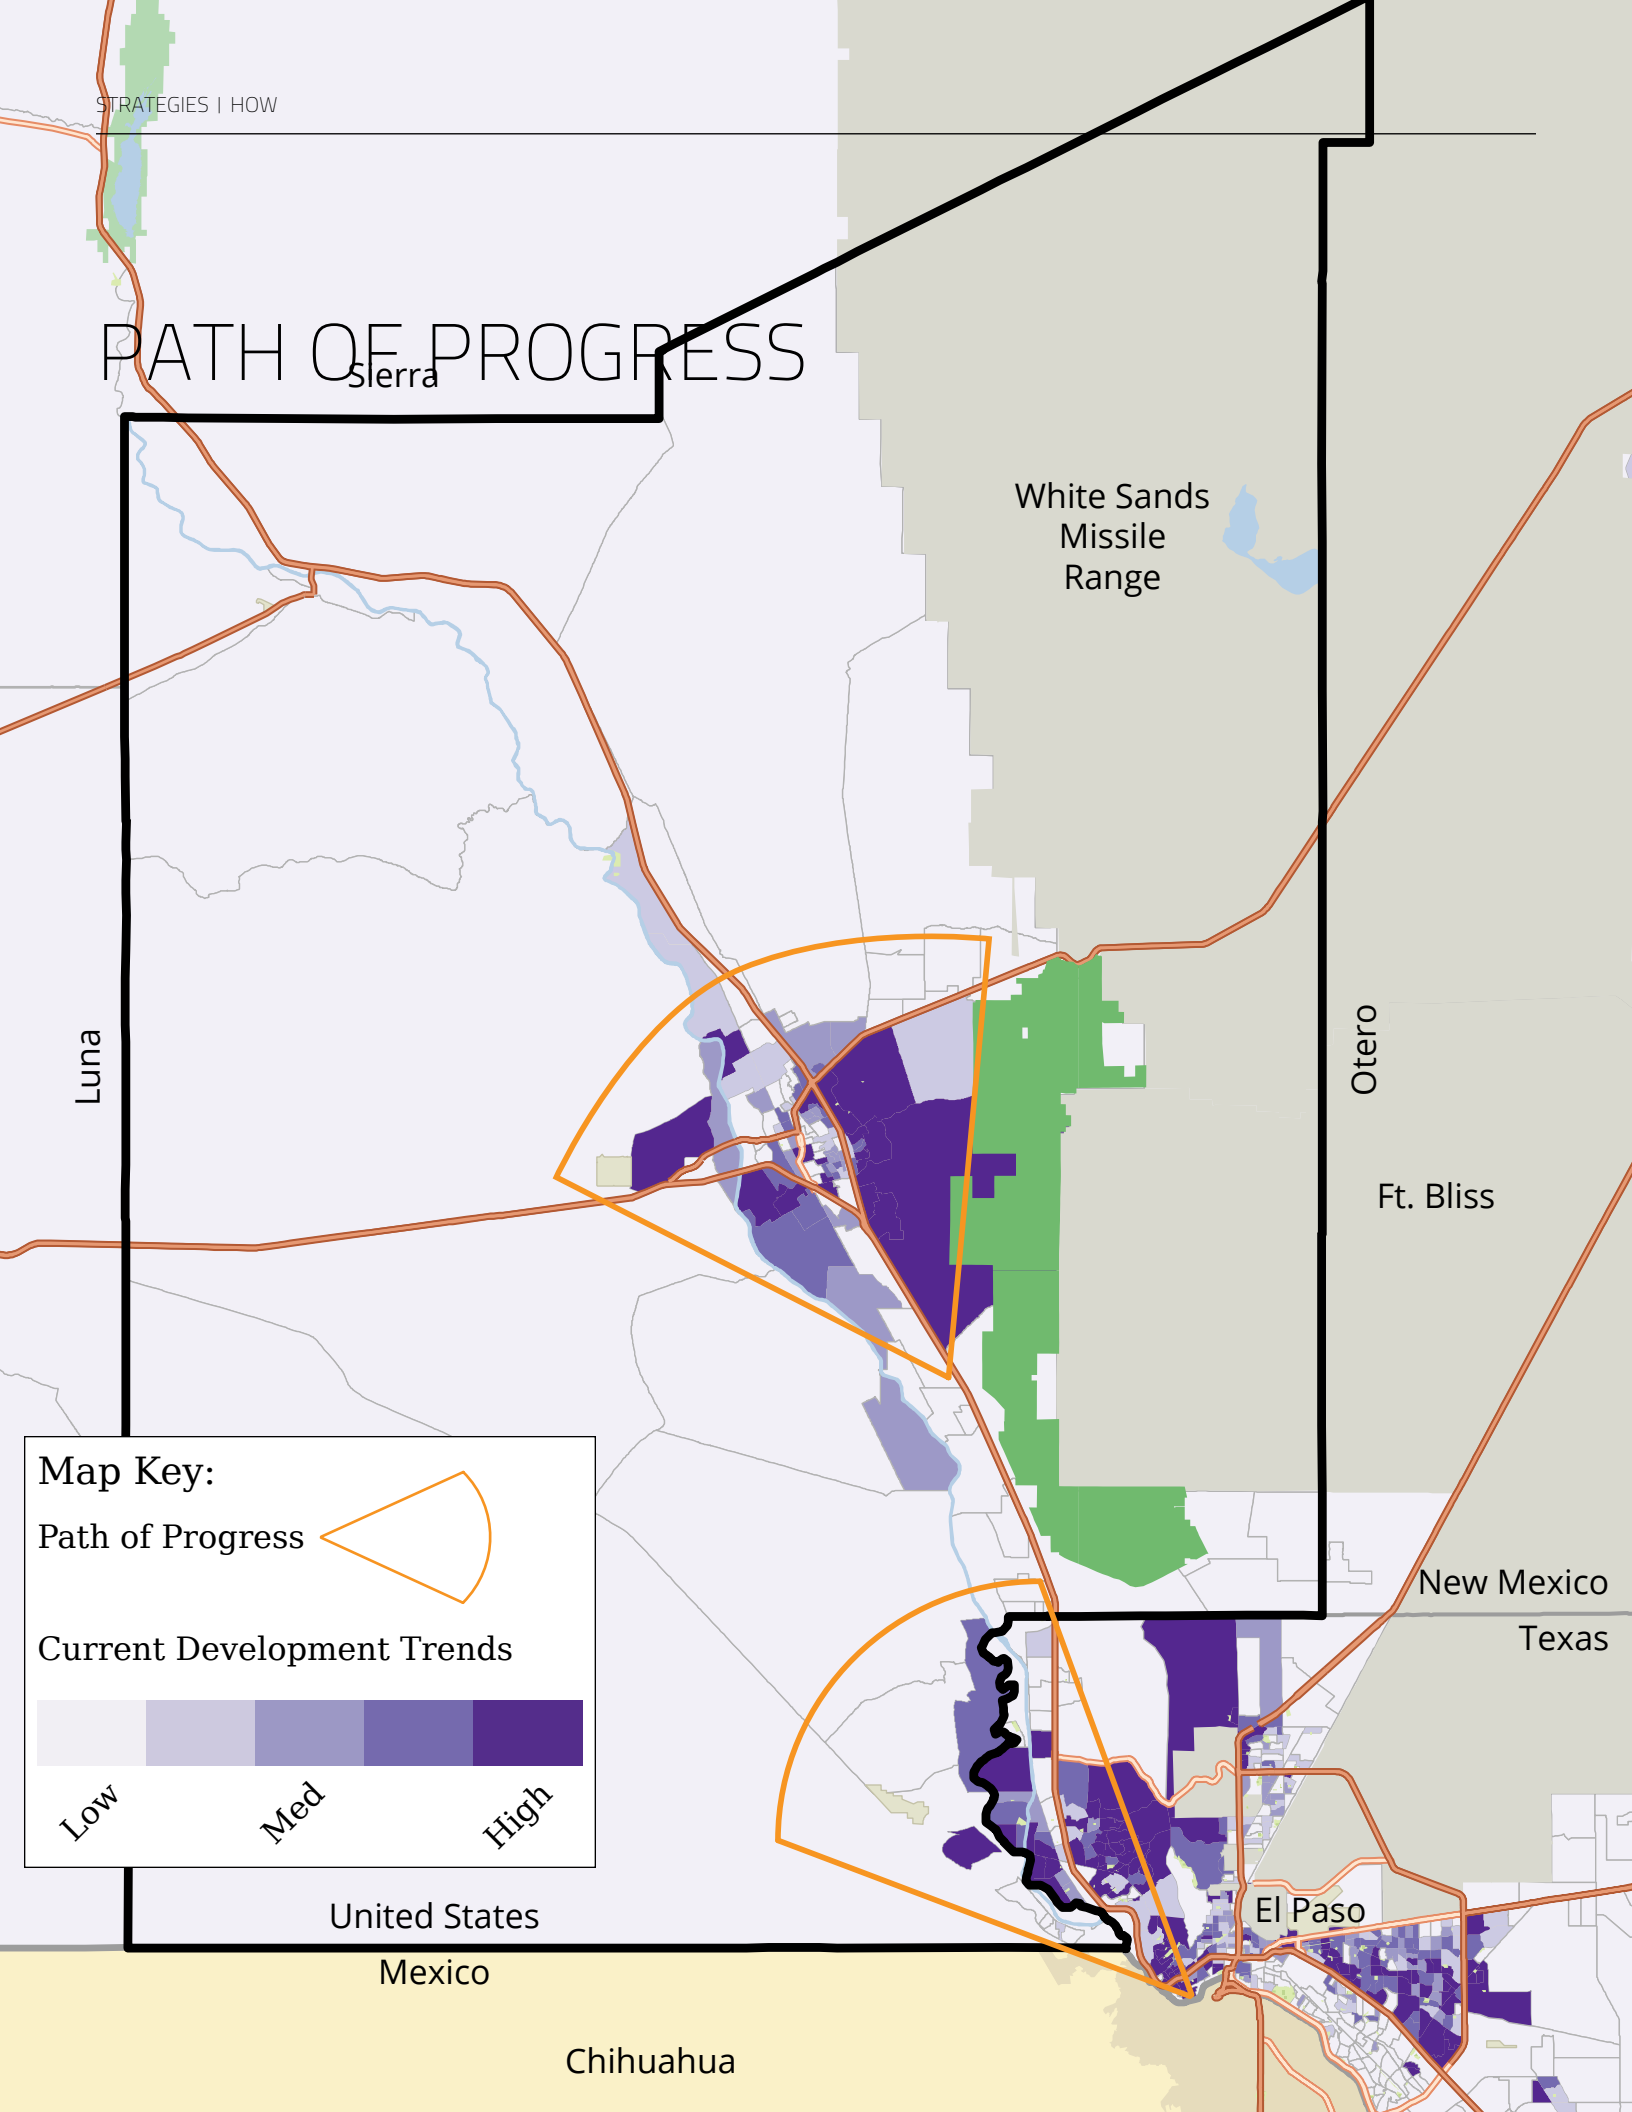 STRATEGIES | HOW
PATH OF PROGRESS
Sierra
White Sands
Missile
Range
Luna
Otero
Ft. Bliss
Map Key:
Path of Progress
Current Development Trends
Low
Med
High
New Mexico
Texas
El Paso
United States
Mexico
Chihuahua